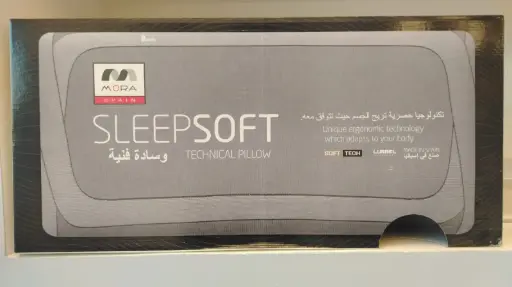 MORA
SPAIN
SLEEPSOFT
وسادة فنية
TECHNICAL PILLOW
تكنولوجيا حصرية تريح الجسم حيث تتوافق معه.
Unique ergonomic technology
which adapts to your body
SOFT TECH
صنع في اسبانيا